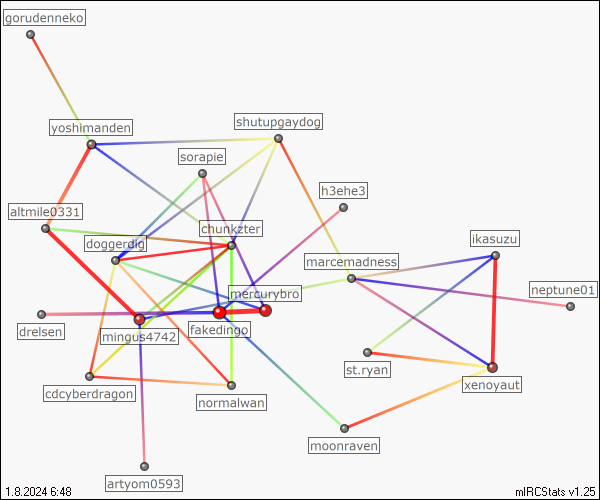 gorudenneko
yoshimanden
shutupgaydog
sorapie
h3ehe3
altmile0331
chunkzter
doggerdig
ikasuzu
marcemadness
neptune01
mercurybro
drelsen
mingus4742
fakedingo
st.ryan
xenoyaut
cdcyberdragon
normalwan
moonraven
artyom0593
1.8.2024 6:48
mIRCStats v1.25